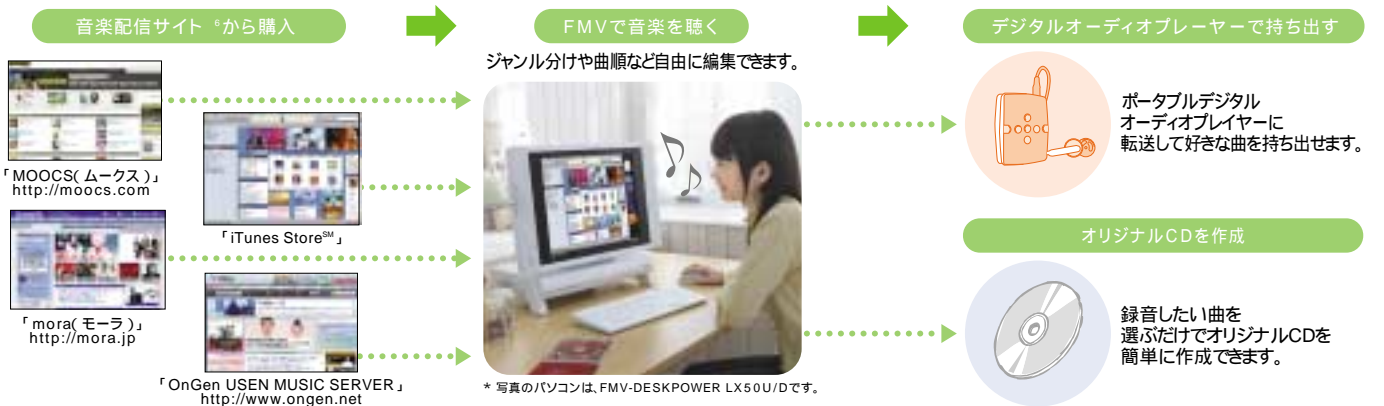 音楽配信サイト 6から購入
「MOOCS(ムークス)」
http://moocs.com
「iTunes Store℠」
「mora(モーラ)」
http://mora.jp
「OnGen USEN MUSIC SERVER」
http://www.ongen.net
FMVで音楽を聴く
ジャンル分けや曲順など自由に編集できます。
* 写真のパソコンは、FMV-DESKPOWER LX50U/Dです。
デジタルオーディオプレーヤーで持ち出す
ポータブルデジタル
オーディオプレイヤーに
転送して好きな曲を持ち出せます。
オリジナルCDを作成
録音したい曲を
選ぶだけでオリジナルCDを
簡単に作成できます。